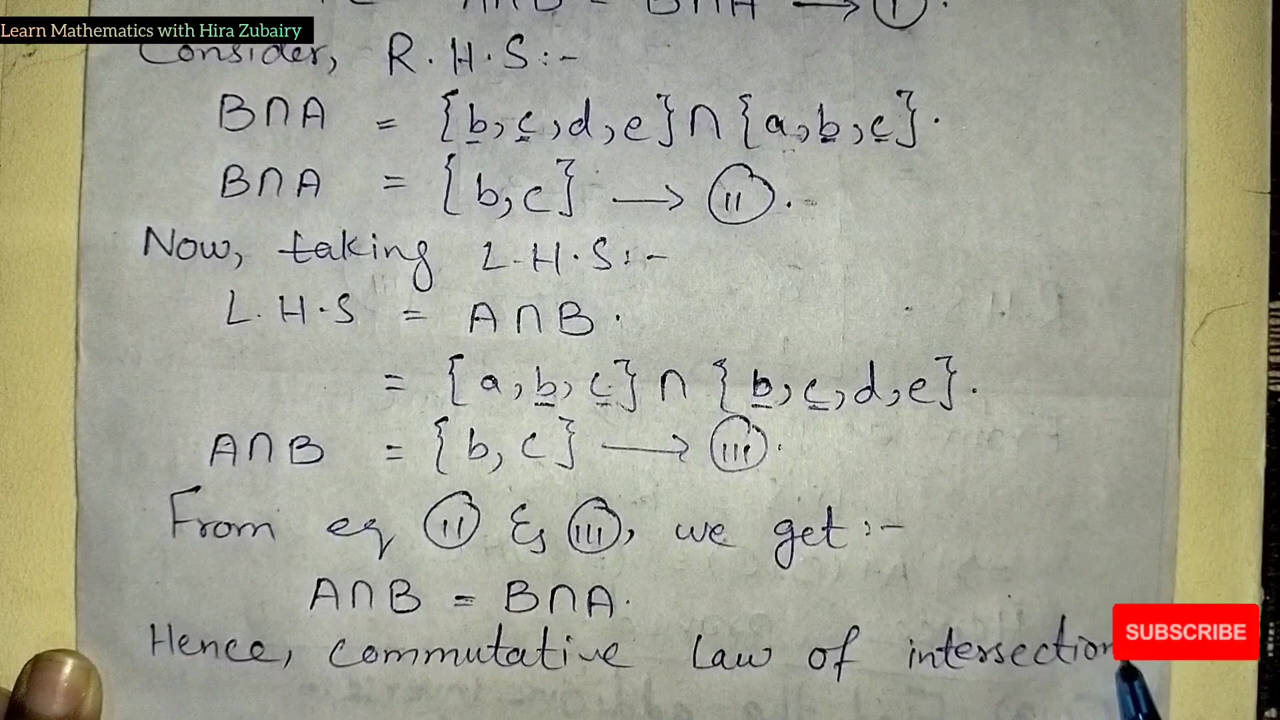 A∩B = B∩A → (I).
Learn Mathematics with Hira Zubairy
Consider, R.H.S:-
B∩A = {b,c,d,e}∩{a,b,c}.
B∩A = {b,c} → (II).
Now, taking L.H.S:-
L.H.S = A∩B.
= {a,b,c}∩{b,c,d,e}.
A∩B = {b,c} → (III).
From eq (II) & (III), we get:-
A∩B = B∩A.
Hence, commutative law of intersection
SUBSCRIBE